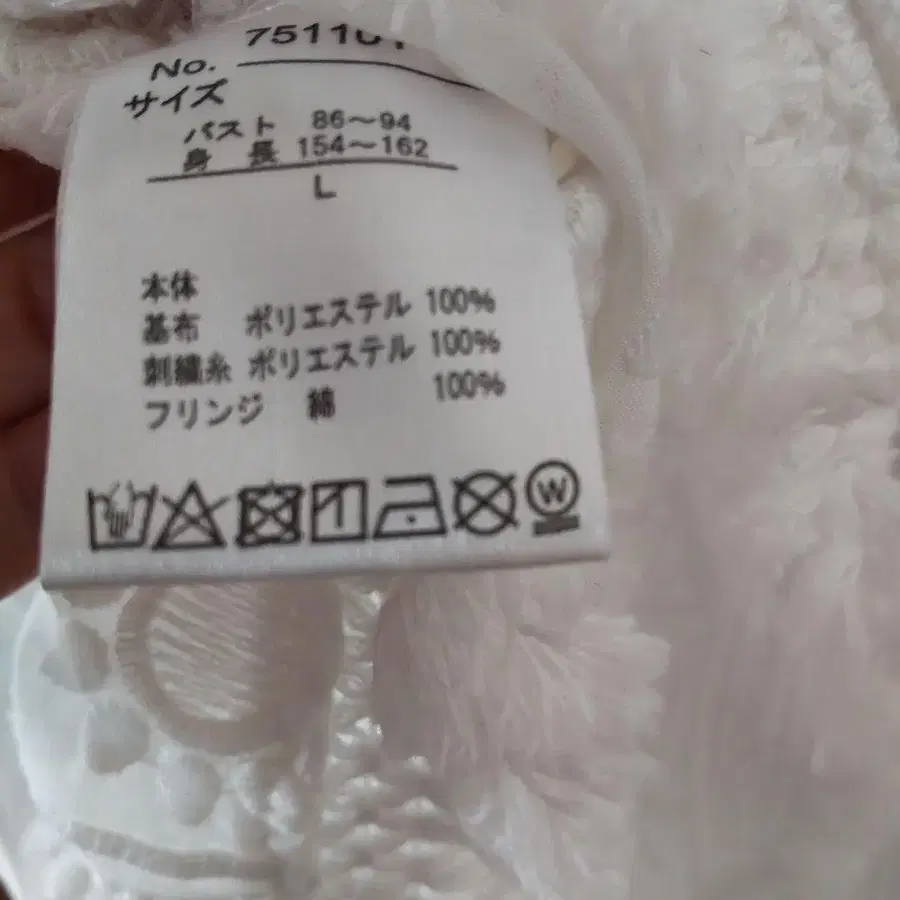 No. 751101
サイズ
バスト 86〜94
身長 154〜162
L
本体
基布 ポリエステル 100%
刺繍糸 ポリエステル 100%
フリンジ 綿 100%
W